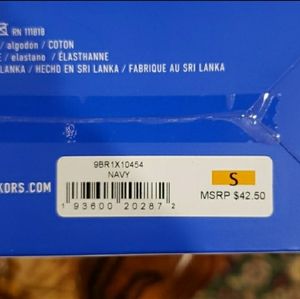 RN 111818
/ algodón / COTON
/ elastano / ÉLASTHANNE
LANKA / HECHO EN SRI LANKA / FABRIQUE AU SRI LANKA
9BR1X10454
NAVY
S
KORS.COM
MSRP $42.50
1 93600 20287 2